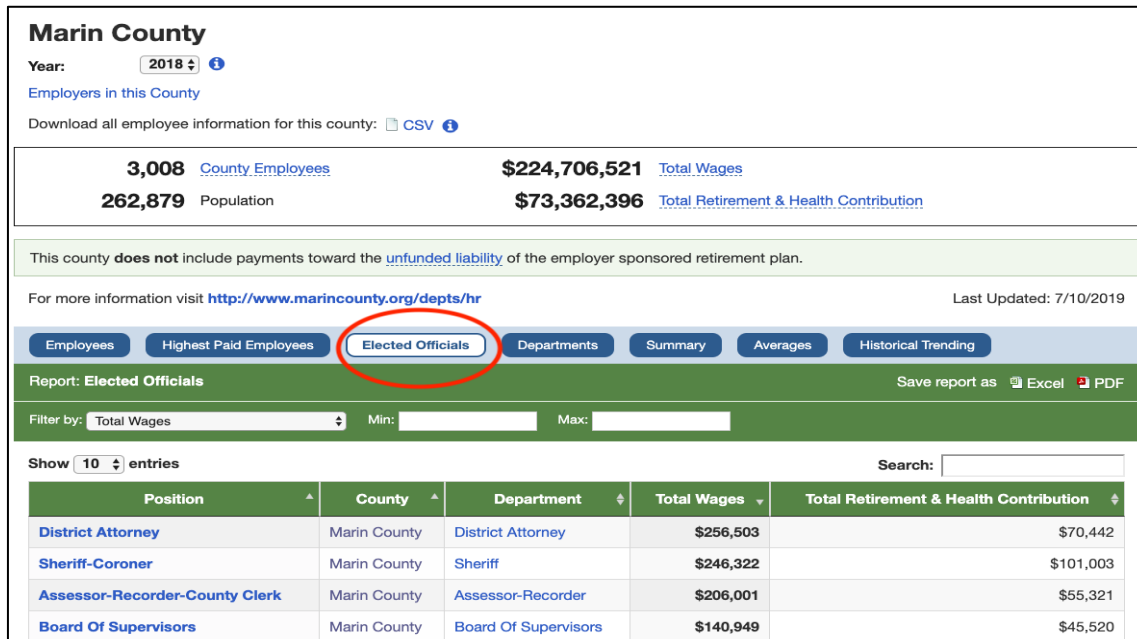 Marin County
Year: 2018
Employers in this County
Download all employee information for this county: CSV
3,008 County Employees $224,706,521 Total Wages
262,879 Population $73,362,396 Total Retirement & Health Contribution
This county does not include payments toward the unfunded liability of the employer sponsored retirement plan.
For more information visit http://www.marincounty.org/depts/hr Last Updated: 7/10/2019
Employees Highest Paid Employees Elected Officials Departments Summary Averages Historical Trending
Report: Elected Officials Save report as Excel PDF
Filter by: Total Wages Min: Max:
Show 10 entries Search:
Position County Department Total Wages Total Retirement & Health Contribution
District Attorney Marin County District Attorney $256,503 $70,442
Sheriff-Coroner Marin County Sheriff $246,322 $101,003
Assessor-Recorder-County Clerk Marin County Assessor-Recorder $206,001 $55,321
Board Of Supervisors Marin County Board Of Supervisors $140,949 $45,520